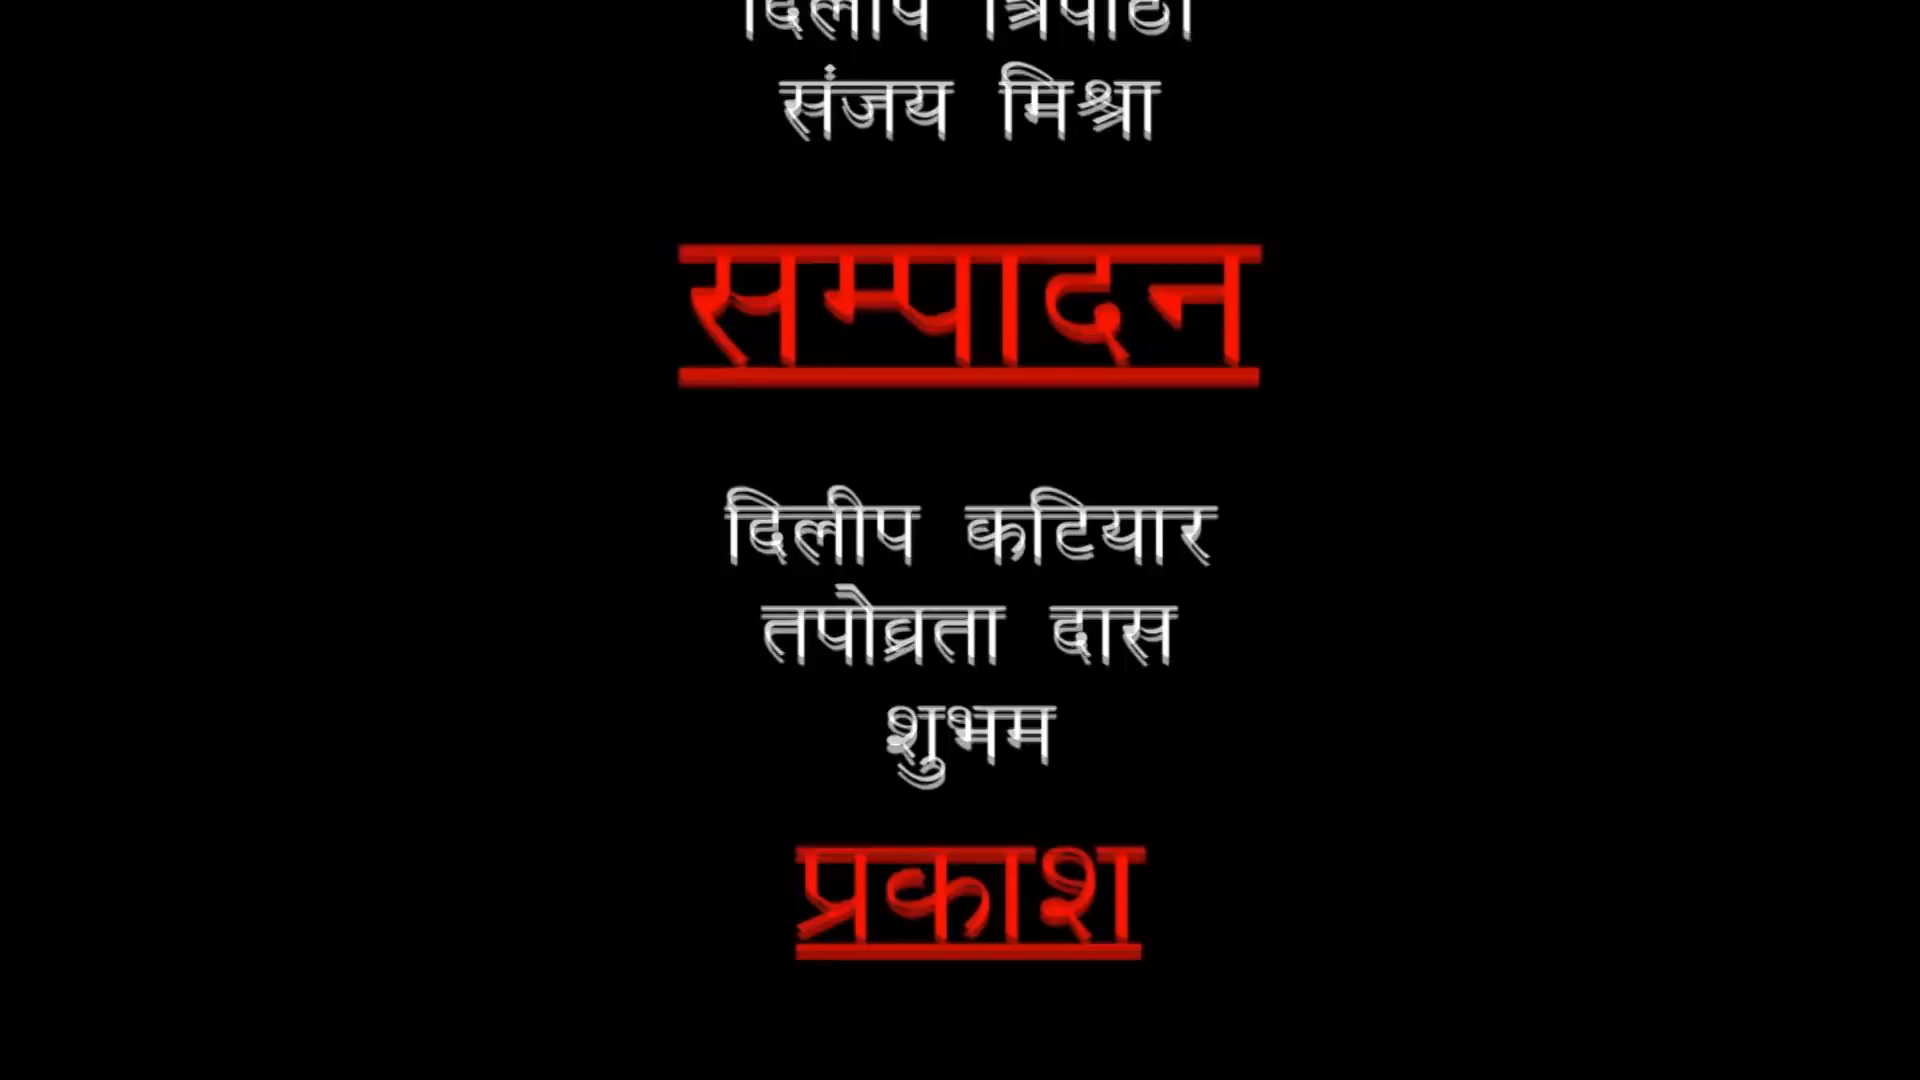 दिलीप त्रिपाठी
संजय मिश्रा
सम्पादन
दिलीप कटियार
तपौव्रता दास
शुभम
प्रकाश